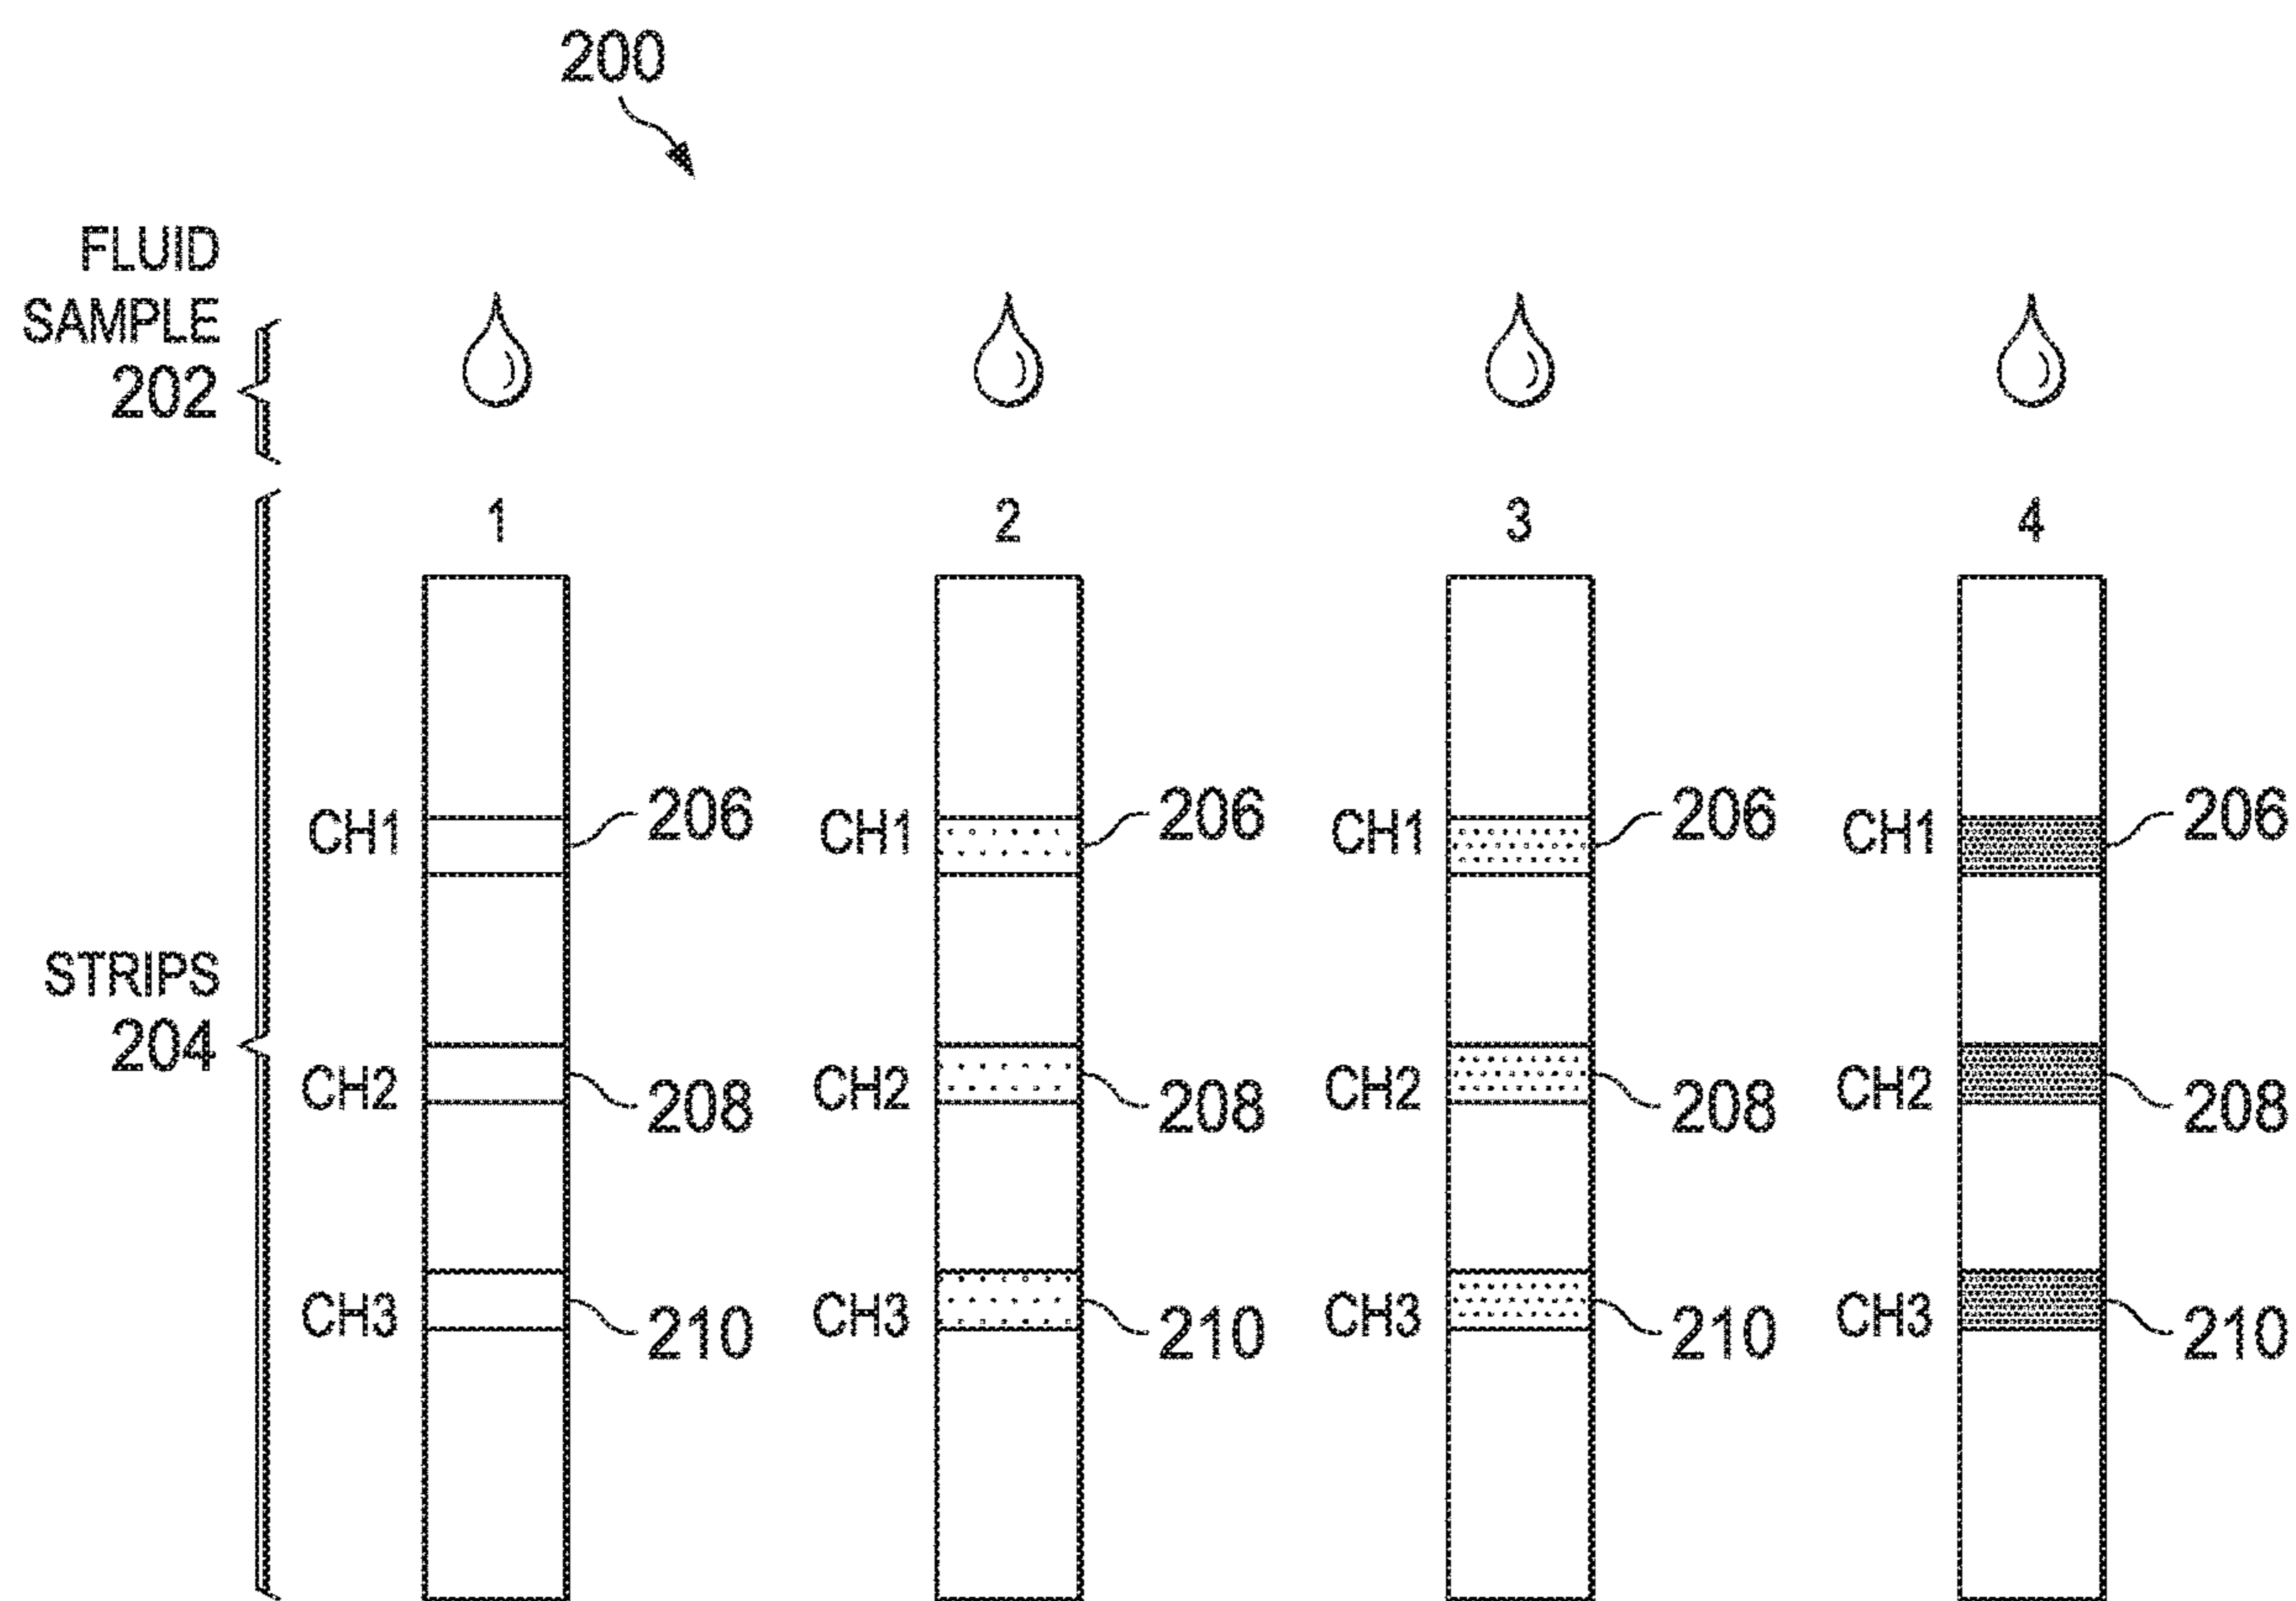 200
FLUID
SAMPLE
202
1 2 3 4
CH1 206 CH1 206 CH1 206 CH1 206
STRIPS
204
CH2 208 CH2 208 CH2 208 CH2 208
CH3 210 CH3 210 CH3 210 CH3 210